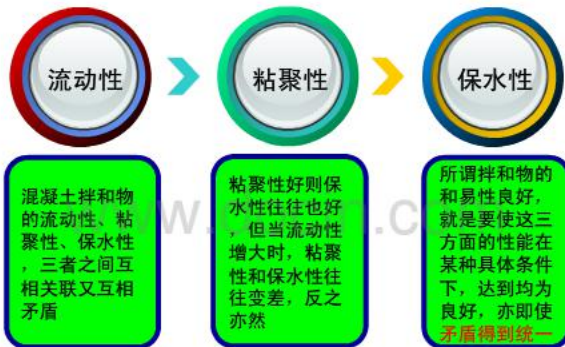 流动性
粘聚性
保水性
混凝土拌和物
的流动性、粘
聚性、保水性
，三者之间互
相关联又互相
矛盾
粘聚性好则保
水性往往也好
，但当流动性
增大时，粘聚
性和保水性往
往变差，反之
亦然
所谓拌和物的
和易性良好，
就是要使这三
方面的性能在
某种具体条件
下，达到均为
良好，亦即使
矛盾得到统一